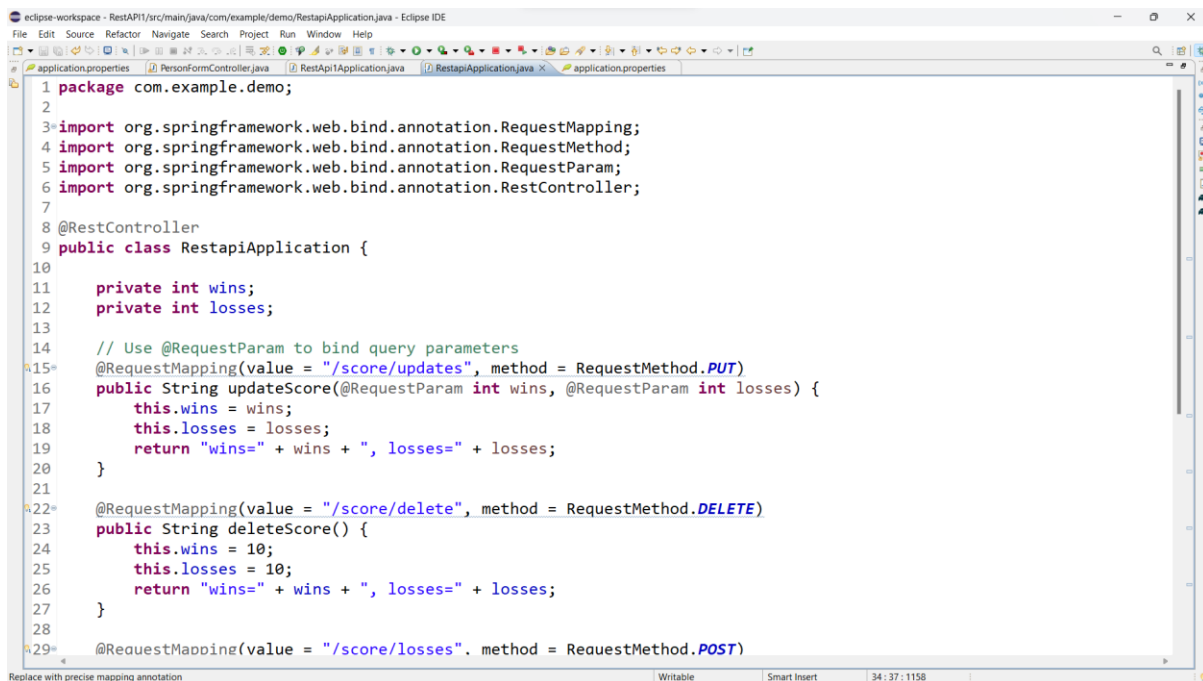 eclipse-workspace - RestAPI1/src/main/java/com/example/demo/RestapiApplication.java - Eclipse IDE
File Edit Source Refactor Navigate Search Project Run Window Help
application.properties PersonFormController.java RestApi1Application.java RestapiApplication.java application.properties
1 package com.example.demo;
2
3 import org.springframework.web.bind.annotation.RequestMapping;
4 import org.springframework.web.bind.annotation.RequestMethod;
5 import org.springframework.web.bind.annotation.RequestParam;
6 import org.springframework.web.bind.annotation.RestController;
7
8 @RestController
9 public class RestapiApplication {
10
11     private int wins;
12     private int losses;
13
14     // Use @RequestParam to bind query parameters
15     @RequestMapping(value = "/score/updates", method = RequestMethod.PUT)
16     public String updateScore(@RequestParam int wins, @RequestParam int losses) {
17         this.wins = wins;
18         this.losses = losses;
19         return "wins=" + wins + ", losses=" + losses;
20     }
21
22     @RequestMapping(value = "/score/delete", method = RequestMethod.DELETE)
23     public String deleteScore() {
24         this.wins = 10;
25         this.losses = 10;
26         return "wins=" + wins + ", losses=" + losses;
27     }
28
29     @RequestMapping(value = "/score/losses", method = RequestMethod.POST)
Replace with precise mapping annotation Writable Smart Insert 34 : 37 : 1158